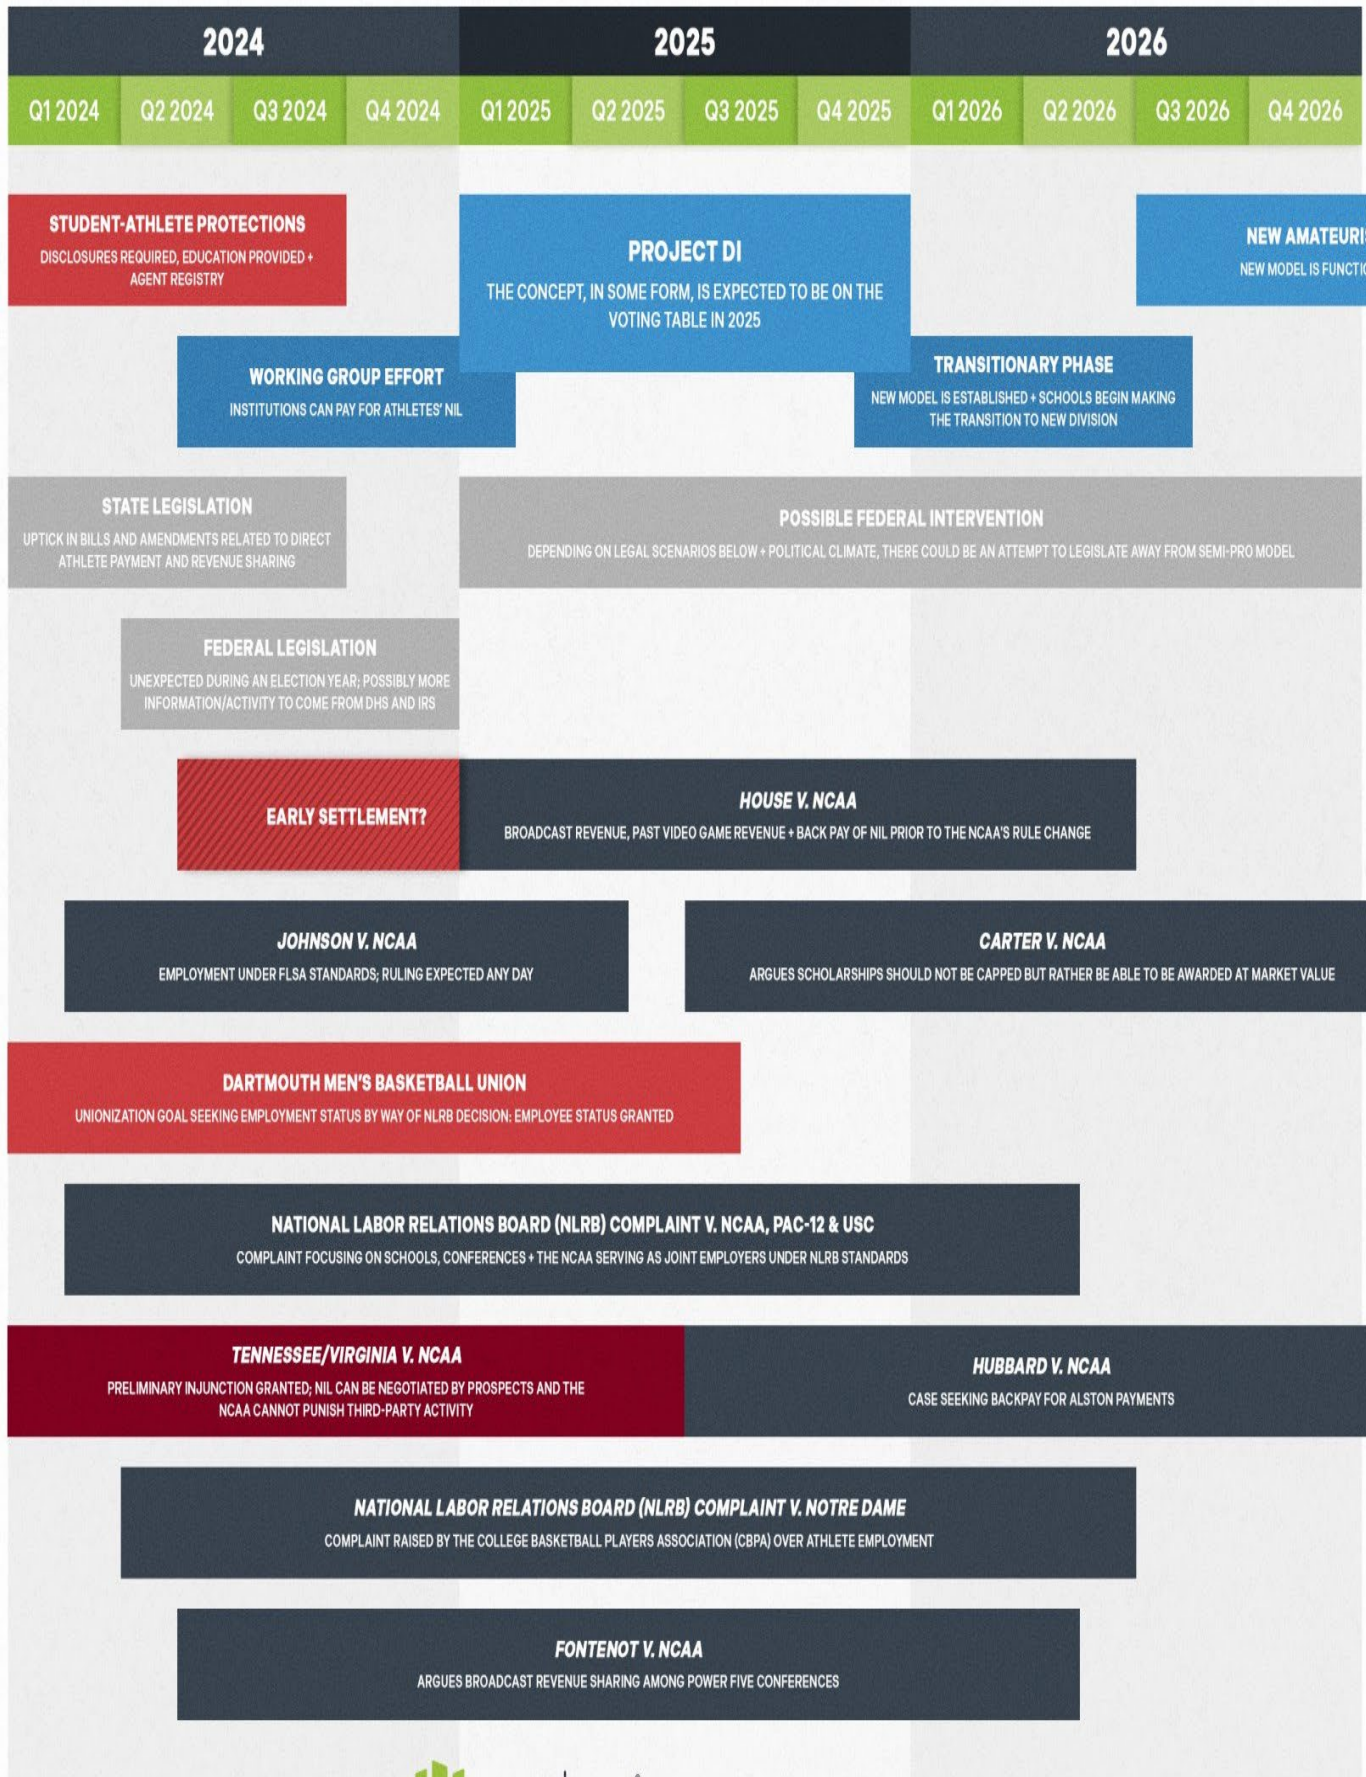 2024
2025
2026
Q1 2024
Q2 2024
Q3 2024
Q4 2024
Q1 2025
Q2 2025
Q3 2025
Q4 2025
Q1 2026
Q2 2026
Q3 2026
Q4 2026
STUDENT-ATHLETE PROTECTIONS
DISCLOSURES REQUIRED, EDUCATION PROVIDED +
AGENT REGISTRY
PROJECT DI
THE CONCEPT, IN SOME FORM, IS EXPECTED TO BE ON THE
VOTING TABLE IN 2025
NEW AMATEURIS
NEW MODEL IS FUNCTIO
WORKING GROUP EFFORT
INSTITUTIONS CAN PAY FOR ATHLETES' NIL
TRANSITIONARY PHASE
NEW MODEL IS ESTABLISHED + SCHOOLS BEGIN MAKING
THE TRANSITION TO NEW DIVISION
STATE LEGISLATION
UPTICK IN BILLS AND AMENDMENTS RELATED TO DIRECT
ATHLETE PAYMENT AND REVENUE SHARING
POSSIBLE FEDERAL INTERVENTION
DEPENDING ON LEGAL SCENARIOS BELOW + POLITICAL CLIMATE, THERE COULD BE AN ATTEMPT TO LEGISLATE AWAY FROM SEMI-PRO MODEL
FEDERAL LEGISLATION
UNEXPECTED DURING AN ELECTION YEAR; POSSIBLY MORE
INFORMATION/ACTIVITY TO COME FROM DHS AND IRS
EARLY SETTLEMENT?
HOUSE V. NCAA
BROADCAST REVENUE, PAST VIDEO GAME REVENUE + BACK PAY OF NIL PRIOR TO THE NCAA'S RULE CHANGE
JOHNSON V. NCAA
EMPLOYMENT UNDER FLSA STANDARDS; RULING EXPECTED ANY DAY
CARTER V. NCAA
ARGUES SCHOLARSHIPS SHOULD NOT BE CAPPED BUT RATHER BE ABLE TO BE AWARDED AT MARKET VALUE
DARTMOUTH MEN'S BASKETBALL UNION
UNIONIZATION GOAL SEEKING EMPLOYMENT STATUS BY WAY OF NLRB DECISION: EMPLOYEE STATUS GRANTED
NATIONAL LABOR RELATIONS BOARD (NLRB) COMPLAINT V. NCAA, PAC-12 & USC
COMPLAINT FOCUSING ON SCHOOLS, CONFERENCES + THE NCAA SERVING AS JOINT EMPLOYERS UNDER NLRB STANDARDS
TENNESSEE/VIRGINIA V. NCAA
PRELIMINARY INJUNCTION GRANTED; NIL CAN BE NEGOTIATED BY PROSPECTS AND THE
NCAA CANNOT PUNISH THIRD-PARTY ACTIVITY
HUBBARD V. NCAA
CASE SEEKING BACKPAY FOR ALSTON PAYMENTS
NATIONAL LABOR RELATIONS BOARD (NLRB) COMPLAINT V. NOTRE DAME
COMPLAINT RAISED BY THE COLLEGE BASKETBALL PLAYERS ASSOCIATION (CBPA) OVER ATHLETE EMPLOYMENT
FONTENOT V. NCAA
ARGUES BROADCAST REVENUE SHARING AMONG POWER FIVE CONFERENCES